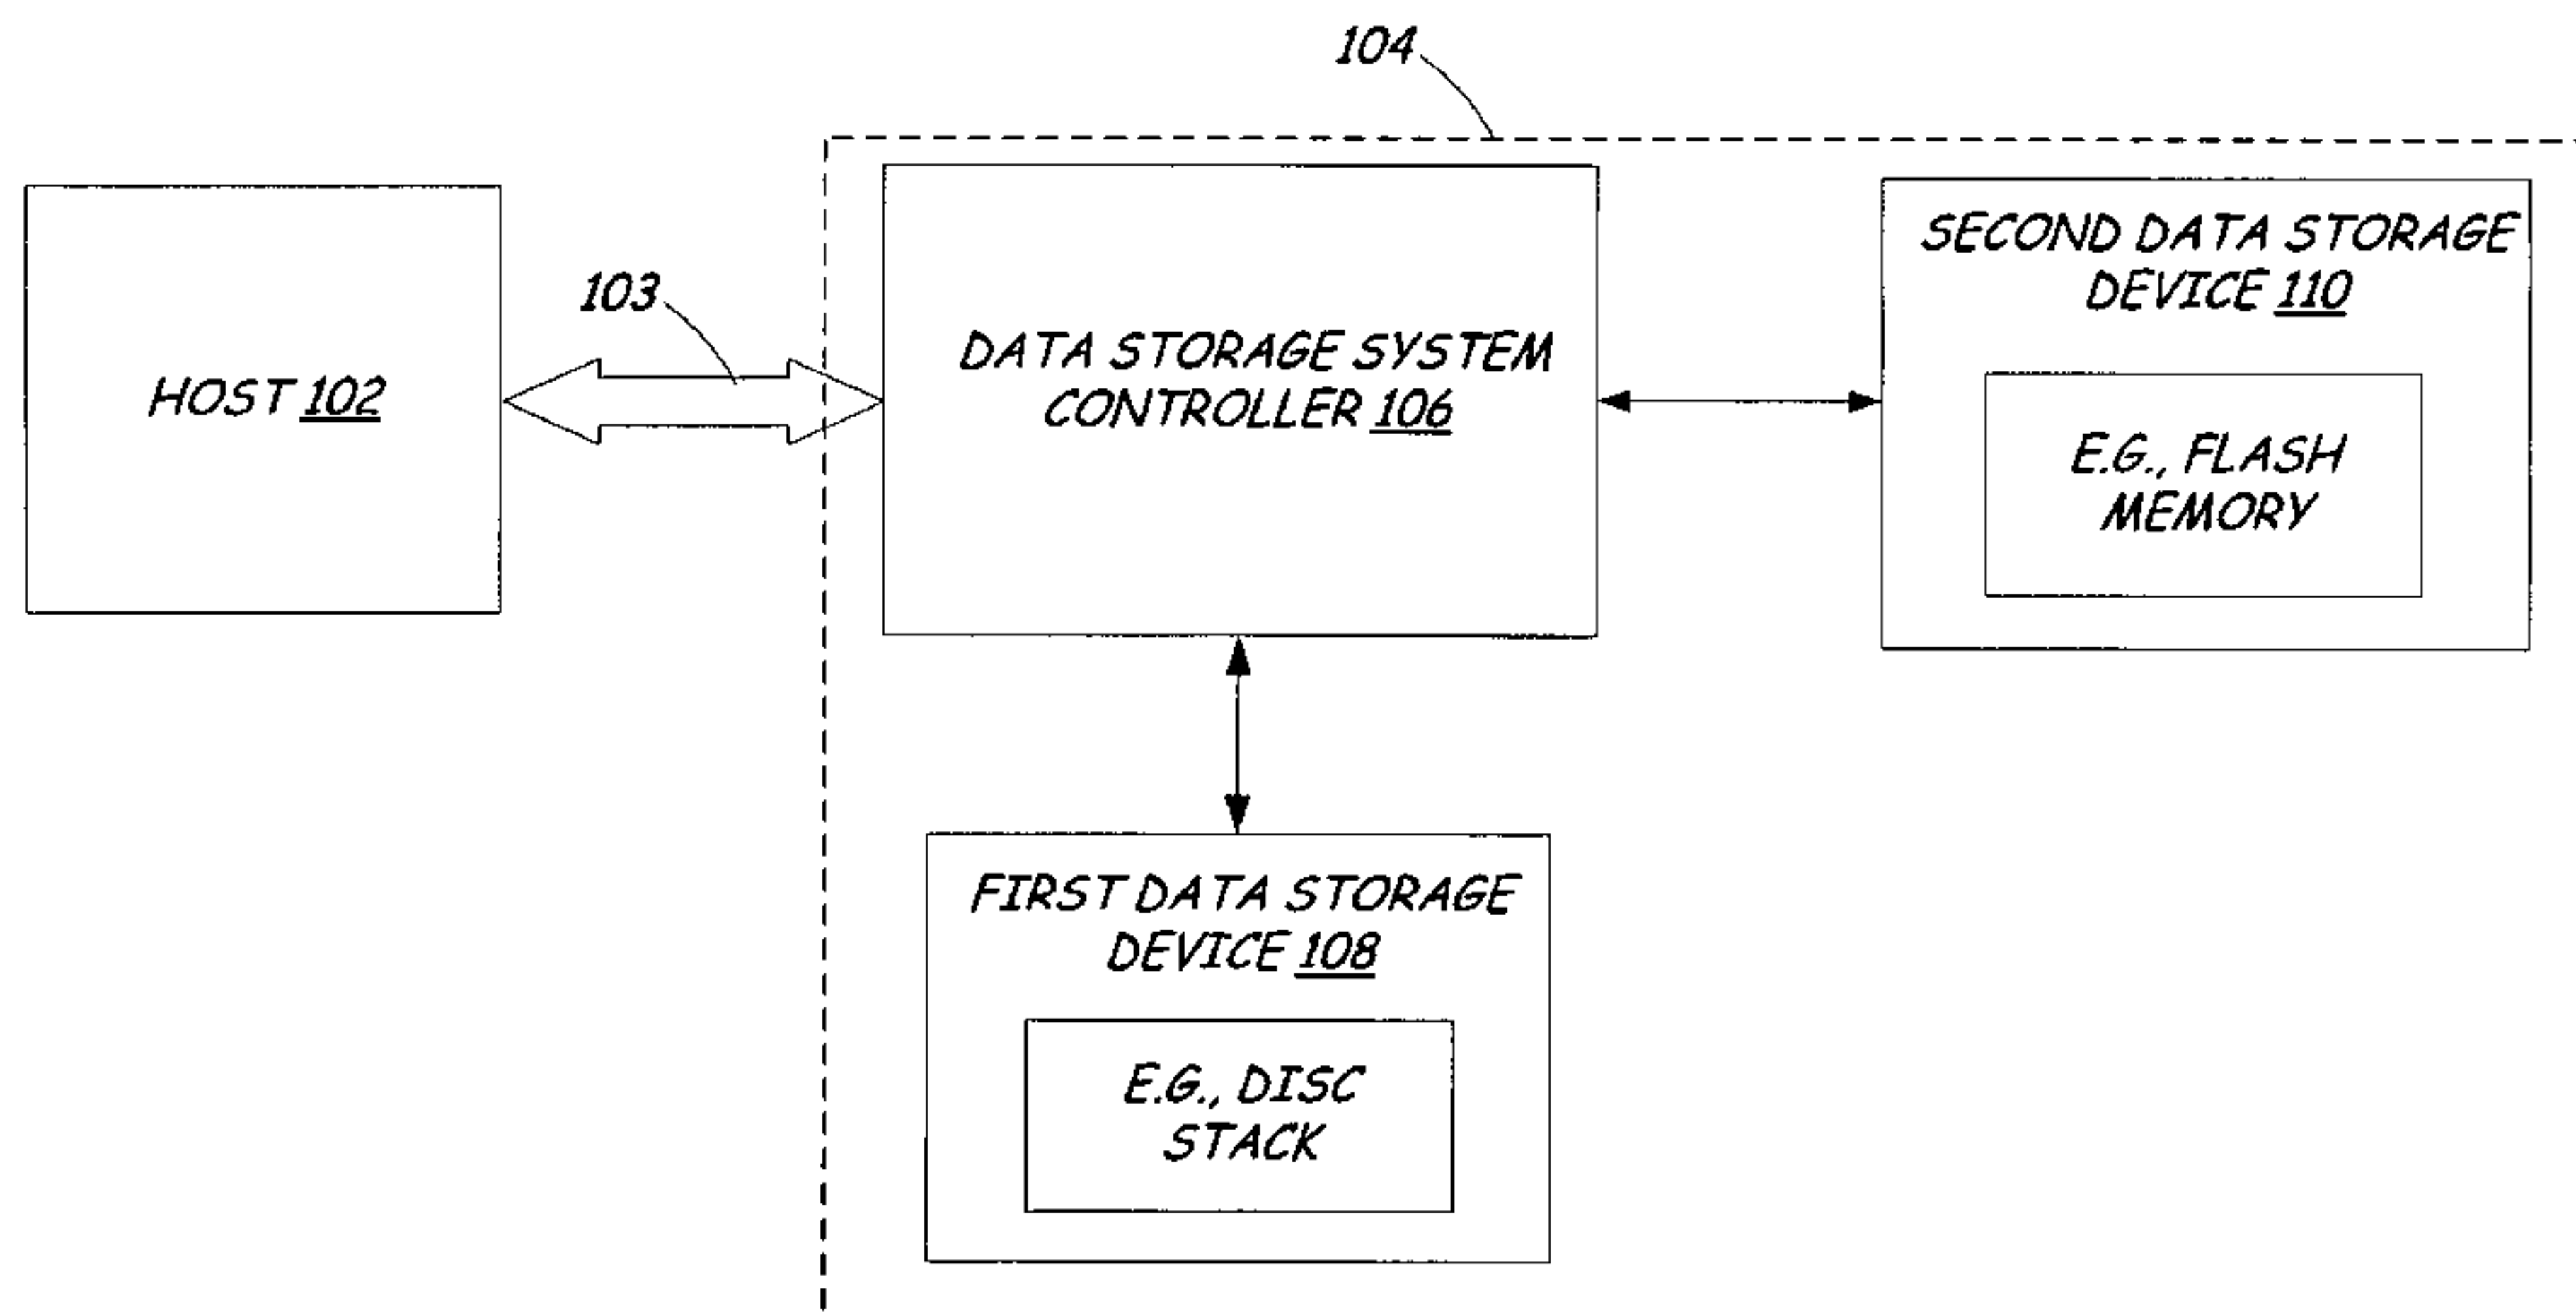 104
103
HOST 102
DATA STORAGE SYSTEM
CONTROLLER 106
SECOND DATA STORAGE
DEVICE 110
E.G., FLASH
MEMORY
FIRST DATA STORAGE
DEVICE 108
E.G., DISC
STACK